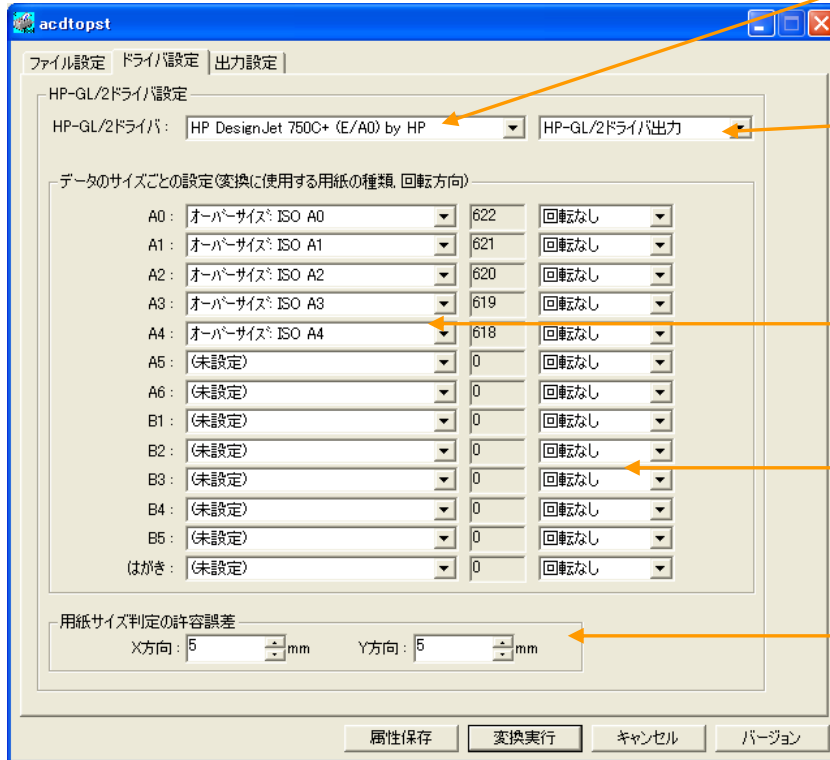 acdtopst
ファイル設定 ドライバ設定 出力設定
HP-GL/2ドライバ設定
HP-GL/2ドライバ: HP DesignJet 750C+ (E/A0) by HP HP-GL/2ドライバ出力
データのサイズごとの設定(変換に使用する用紙の種類, 回転方向)
A0: オーバーサイズ: ISO A0 622 回転なし
A1: オーバーサイズ: ISO A1 621 回転なし
A2: オーバーサイズ: ISO A2 620 回転なし
A3: オーバーサイズ: ISO A3 619 回転なし
A4: オーバーサイズ: ISO A4 618 回転なし
A5: (未設定) 0 回転なし
A6: (未設定) 0 回転なし
B1: (未設定) 0 回転なし
B2: (未設定) 0 回転なし
B3: (未設定) 0 回転なし
B4: (未設定) 0 回転なし
B5: (未設定) 0 回転なし
はがき: (未設定) 0 回転なし
用紙サイズ判定の許容誤差
X方向: 5 mm Y方向: 5 mm
属性保存 変換実行 キャンセル バージョン